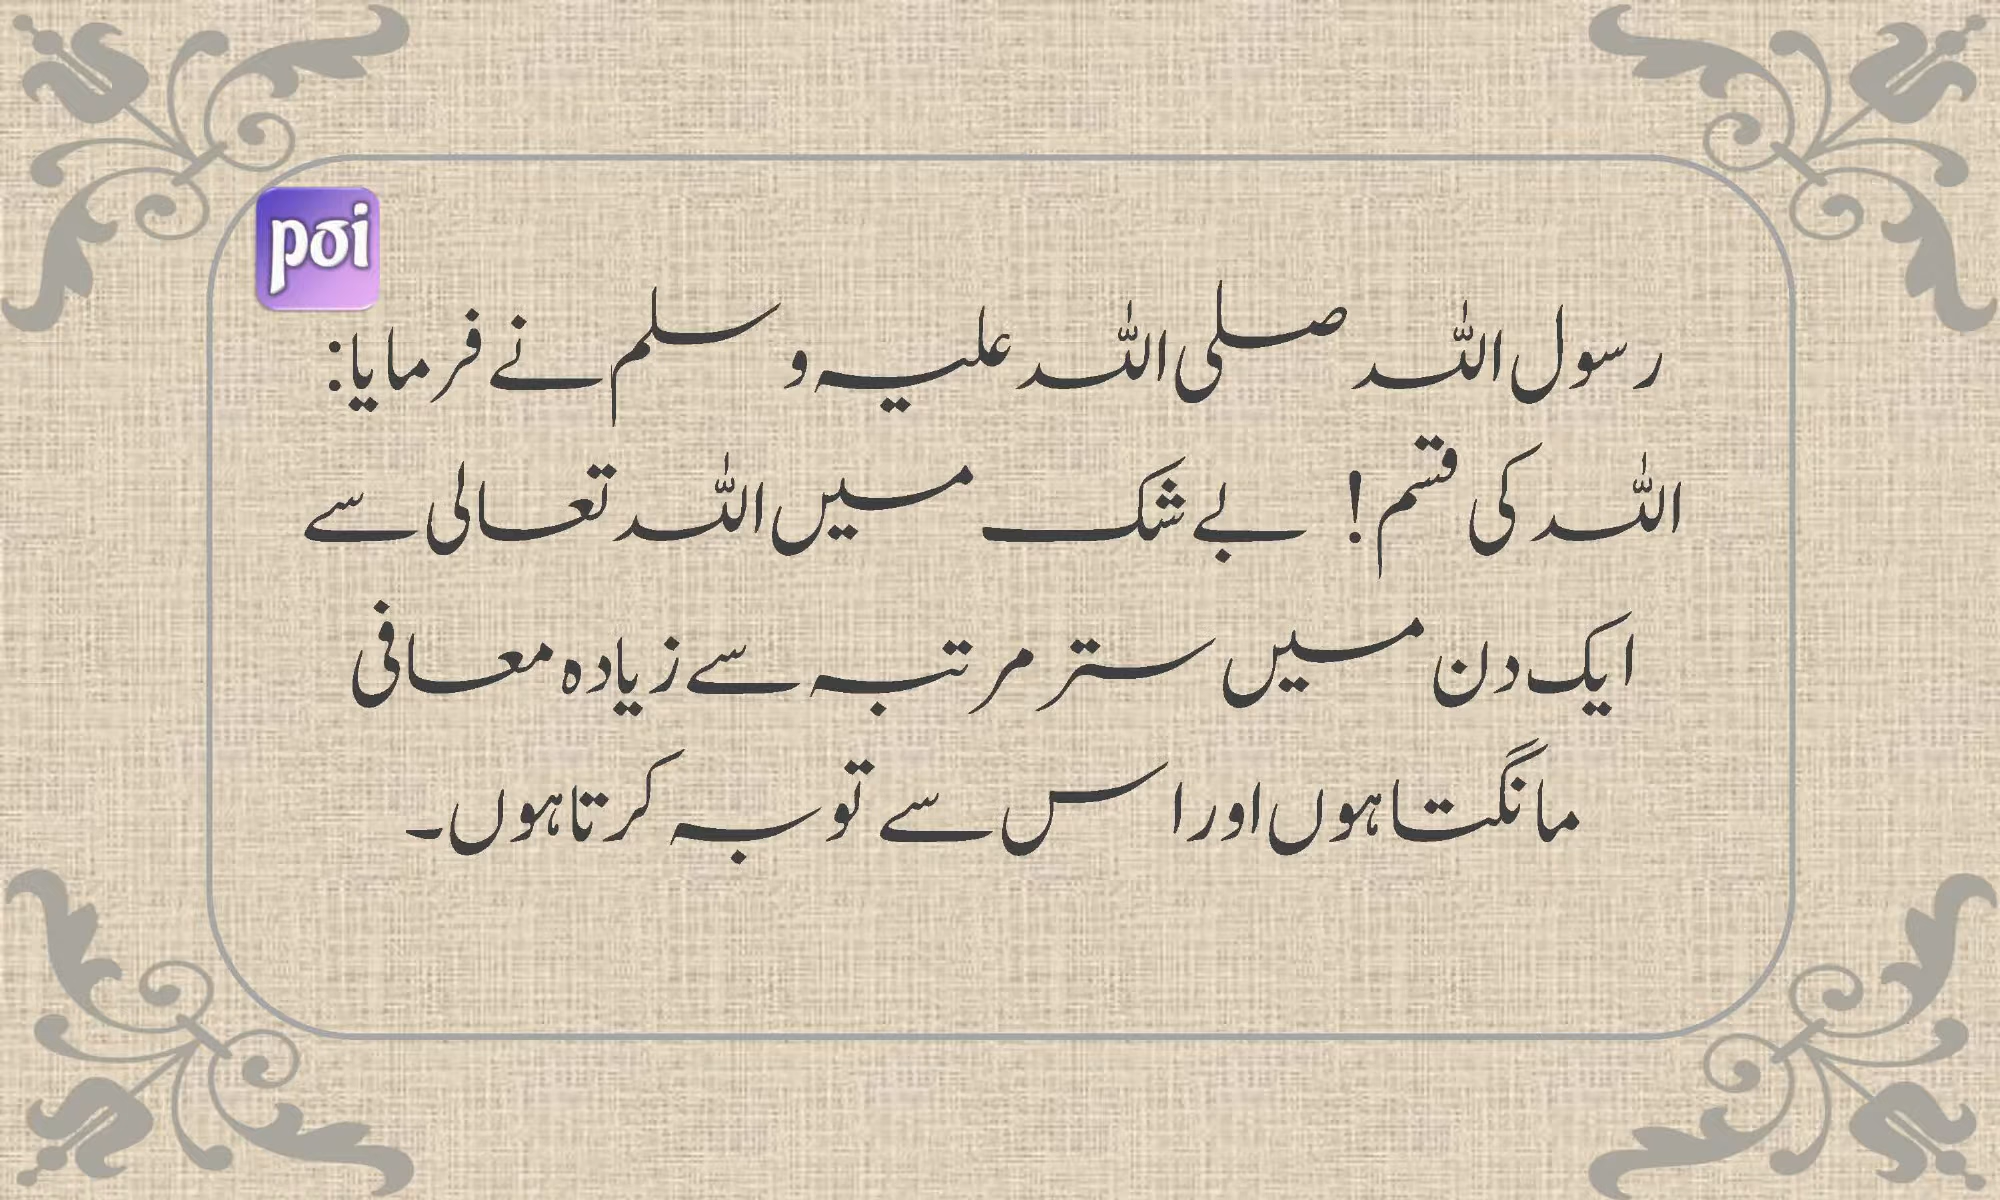 poi
رسول اللہ صلی اللہ علیہ وسلم نے فرمایا:
اللہ کی قسم! بے شک میں اللہ تعالی سے
ایک دن میں ستر مرتبہ سے زیادہ معافی
مانگتا ہوں اور اس سے توبہ کرتا ہوں۔